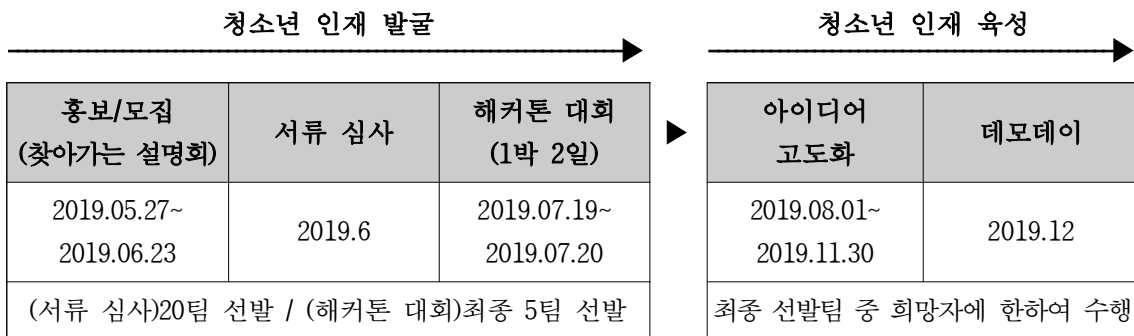 청소년 인재 발굴
청소년 인재 육성
홍보/모집
(찾아가는 설명회)
서류 심사
해커톤 대회
(1박 2일)
▶
아이디어
고도화
데모데이
2019.05.27~
2019.06.23
2019.6
2019.07.19~
2019.07.20
2019.08.01~
2019.11.30
2019.12
(서류 심사)20팀 선발 / (해커톤 대회)최종 5팀 선발
최종 선발팀 중 희망자에 한하여 수행